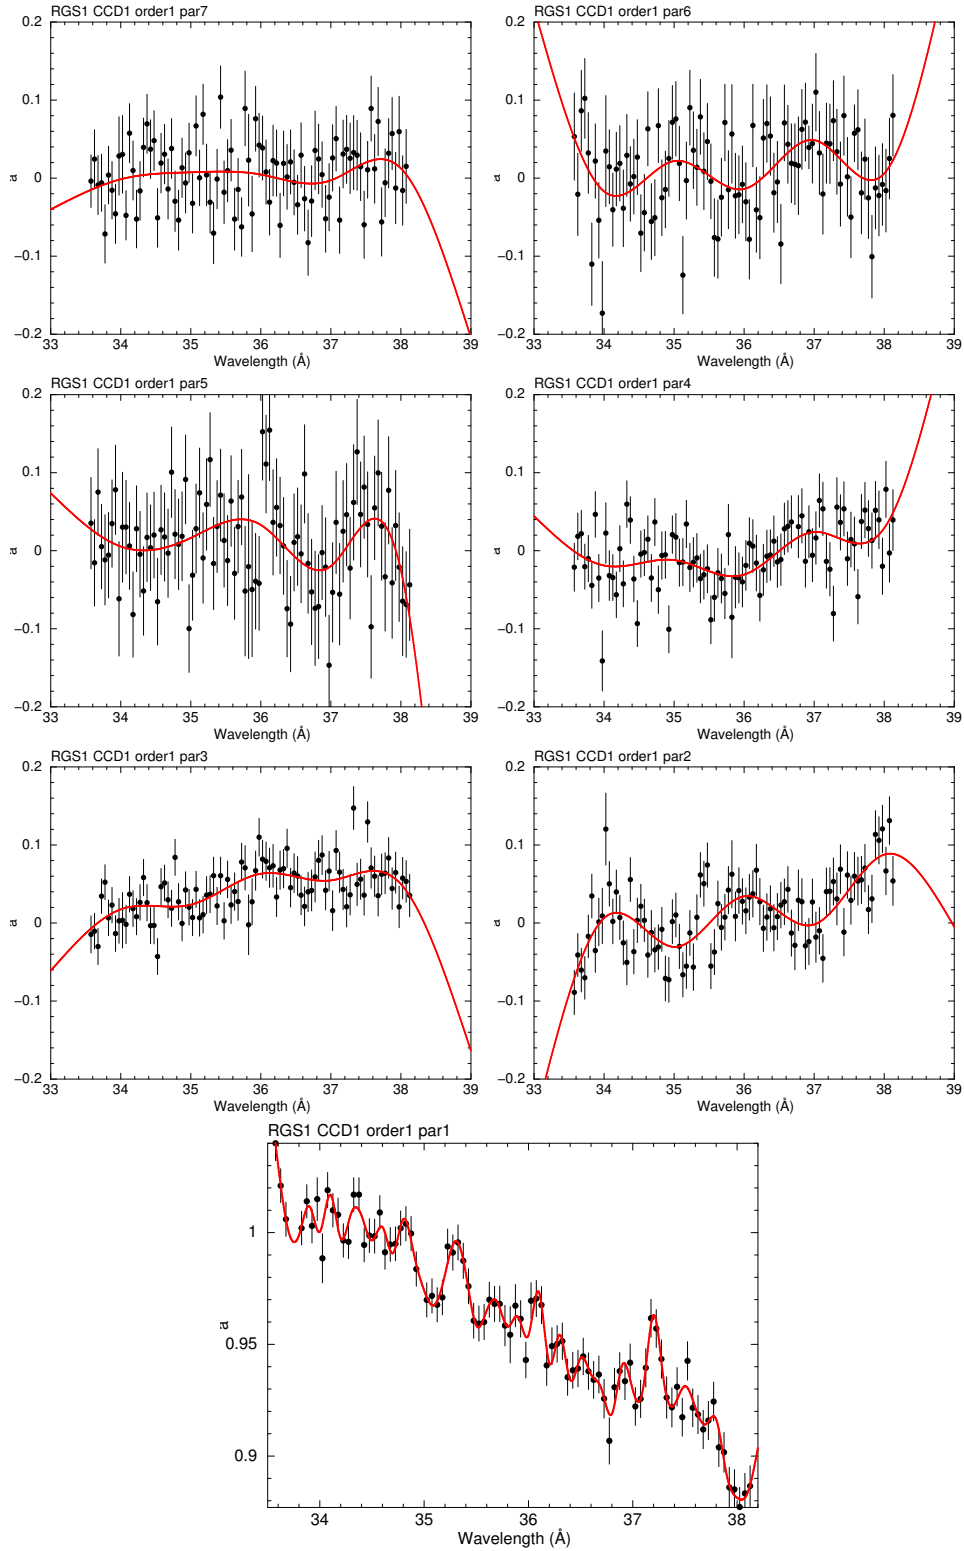 RGS1 CCD1 order1 par7
RGS1 CCD1 order1 par6
0.2
0.1
0
−0.1
−0.2
a
33 34 35 36 37 38 39
Wavelength (Å)
0.2
0.1
0
−0.1
−0.2
a
33 34 35 36 37 38 39
Wavelength (Å)
RGS1 CCD1 order1 par5
RGS1 CCD1 order1 par4
0.2
0.1
0
−0.1
−0.2
a
33 34 35 36 37 38 39
Wavelength (Å)
0.2
0.1
0
−0.1
−0.2
a
33 34 35 36 37 38 39
Wavelength (Å)
RGS1 CCD1 order1 par3
RGS1 CCD1 order1 par2
0.2
0.1
0
−0.1
−0.2
a
33 34 35 36 37 38 39
Wavelength (Å)
0.2
0.1
0
−0.1
−0.2
a
33 34 35 36 37 38 39
Wavelength (Å)
RGS1 CCD1 order1 par1
1
0.95
0.9
a
34 35 36 37 38
Wavelength (Å)